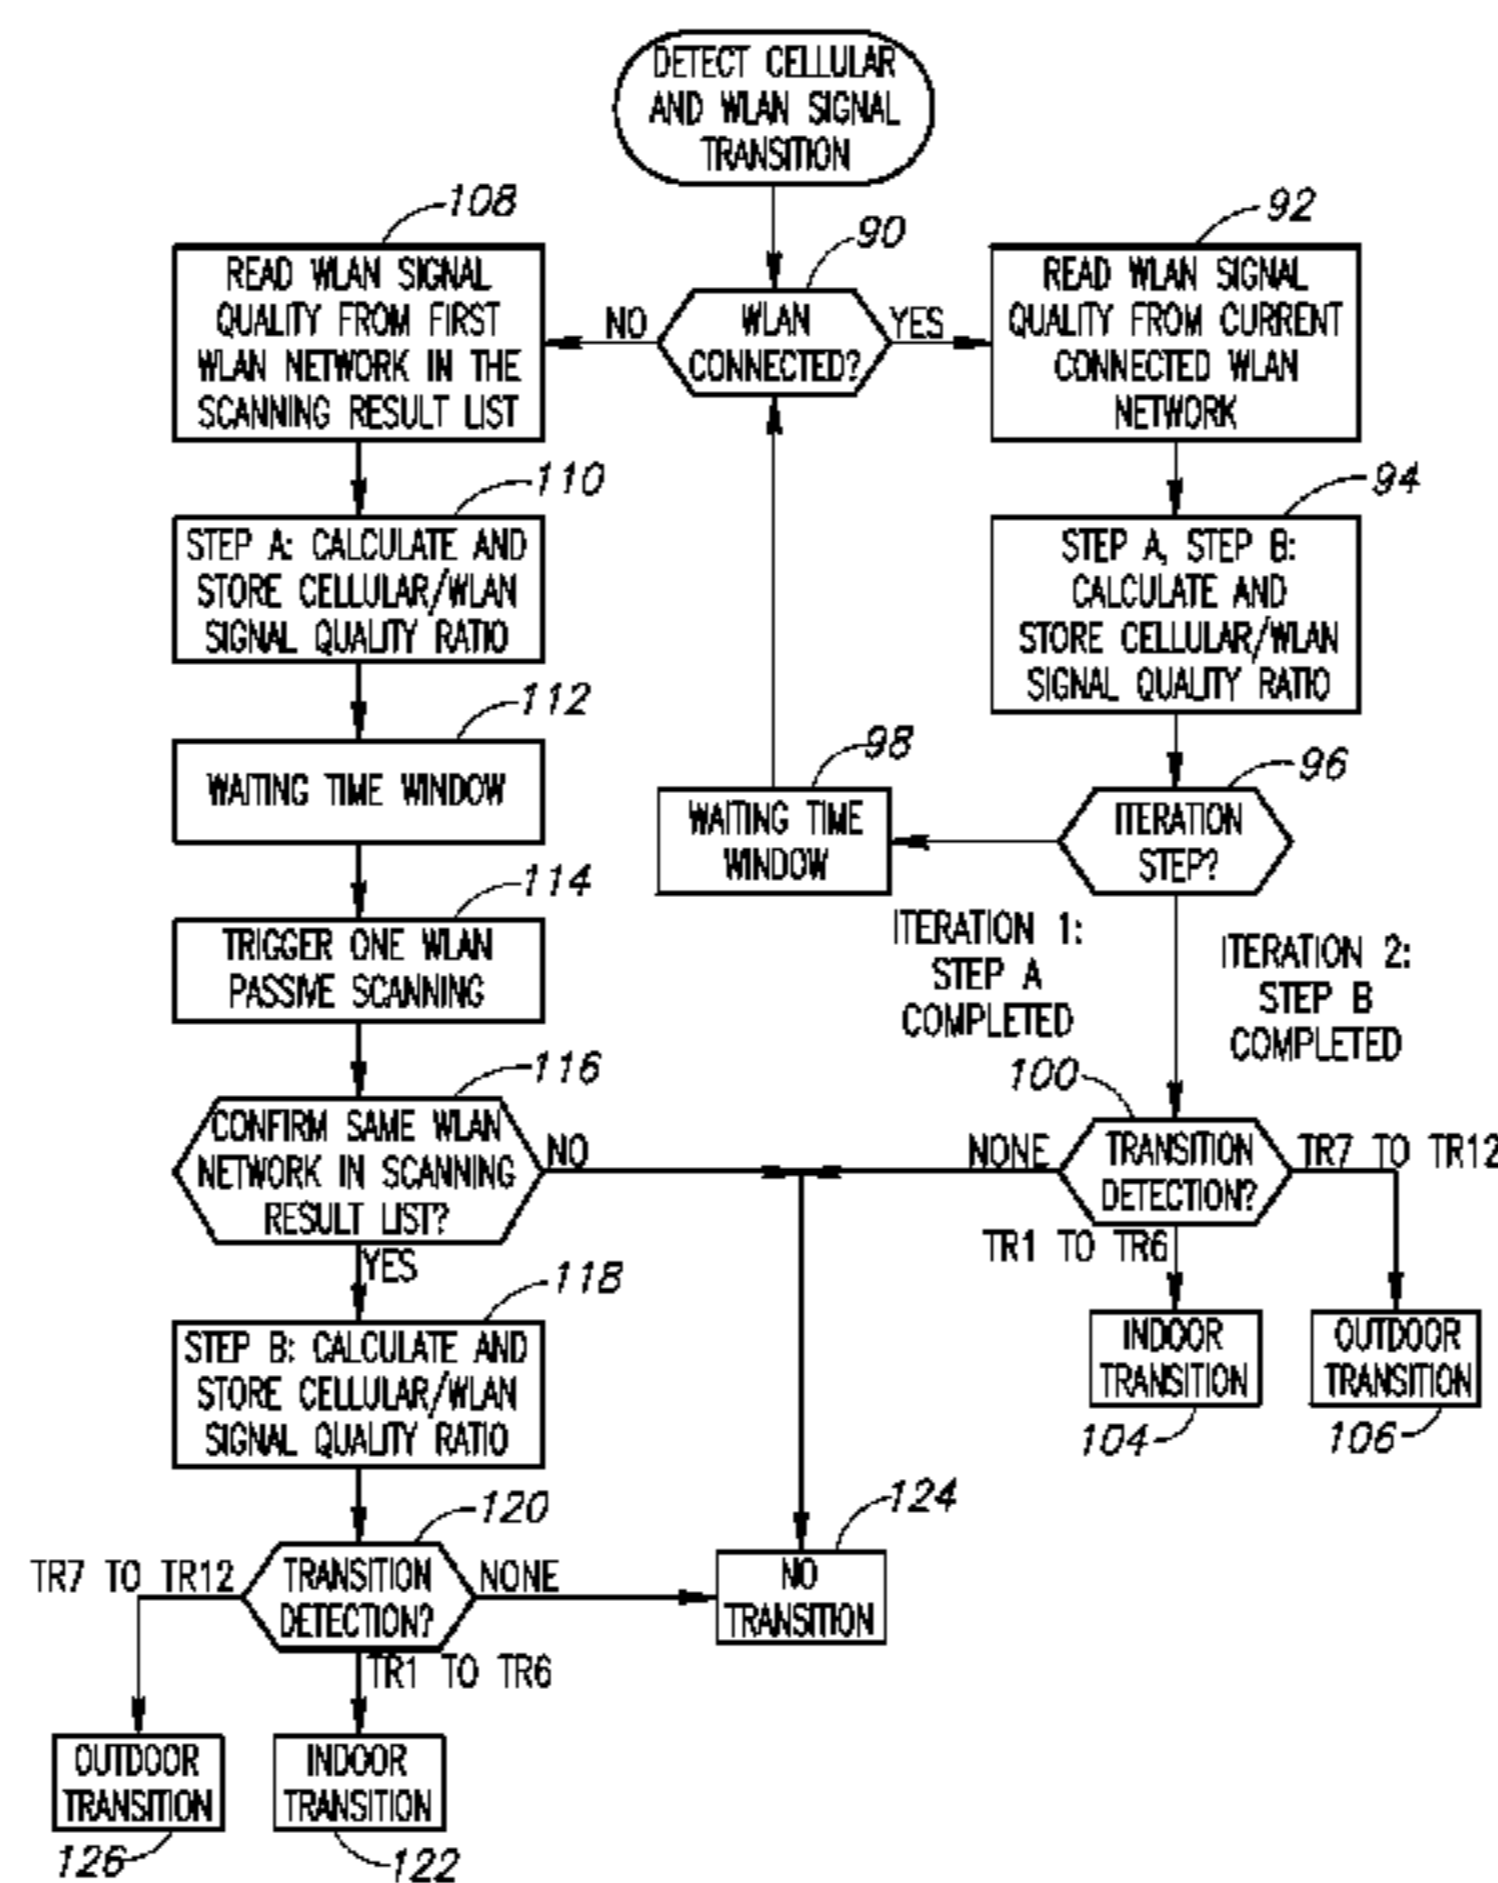 DETECT CELLULAR
AND WLAN SIGNAL
TRANSITION
108
READ WLAN SIGNAL
QUALITY FROM FIRST
WLAN NETWORK IN THE
SCANNING RESULT LIST
NO
90
WLAN
CONNECTED?
YES
92
READ WLAN SIGNAL
QUALITY FROM CURRENT
CONNECTED WLAN
NETWORK
110
STEP A: CALCULATE AND
STORE CELLULAR/WLAN
SIGNAL QUALITY RATIO
94
STEP A, STEP B:
CALCULATE AND
STORE CELLULAR/WLAN
SIGNAL QUALITY RATIO
112
WAITING TIME WINDOW
98
WAITING TIME
WINDOW
96
ITERATION
STEP?
114
TRIGGER ONE WLAN
PASSIVE SCANNING
ITERATION 1:
STEP A
COMPLETED
ITERATION 2:
STEP B
COMPLETED
116
CONFIRM SAME WLAN
NETWORK IN SCANNING
RESULT LIST?
NO
YES
100
NONE
TRANSITION
DETECTION?
TR7 TO TR12
TR1 TO TR6
118
STEP B: CALCULATE AND
STORE CELLULAR/WLAN
SIGNAL QUALITY RATIO
INDOOR
TRANSITION
104
OUTDOOR
TRANSITION
106
120
TR7 TO TR12
TRANSITION
DETECTION?
NONE
TR1 TO TR6
124
NO
TRANSITION
OUTDOOR
TRANSITION
126
INDOOR
TRANSITION
122